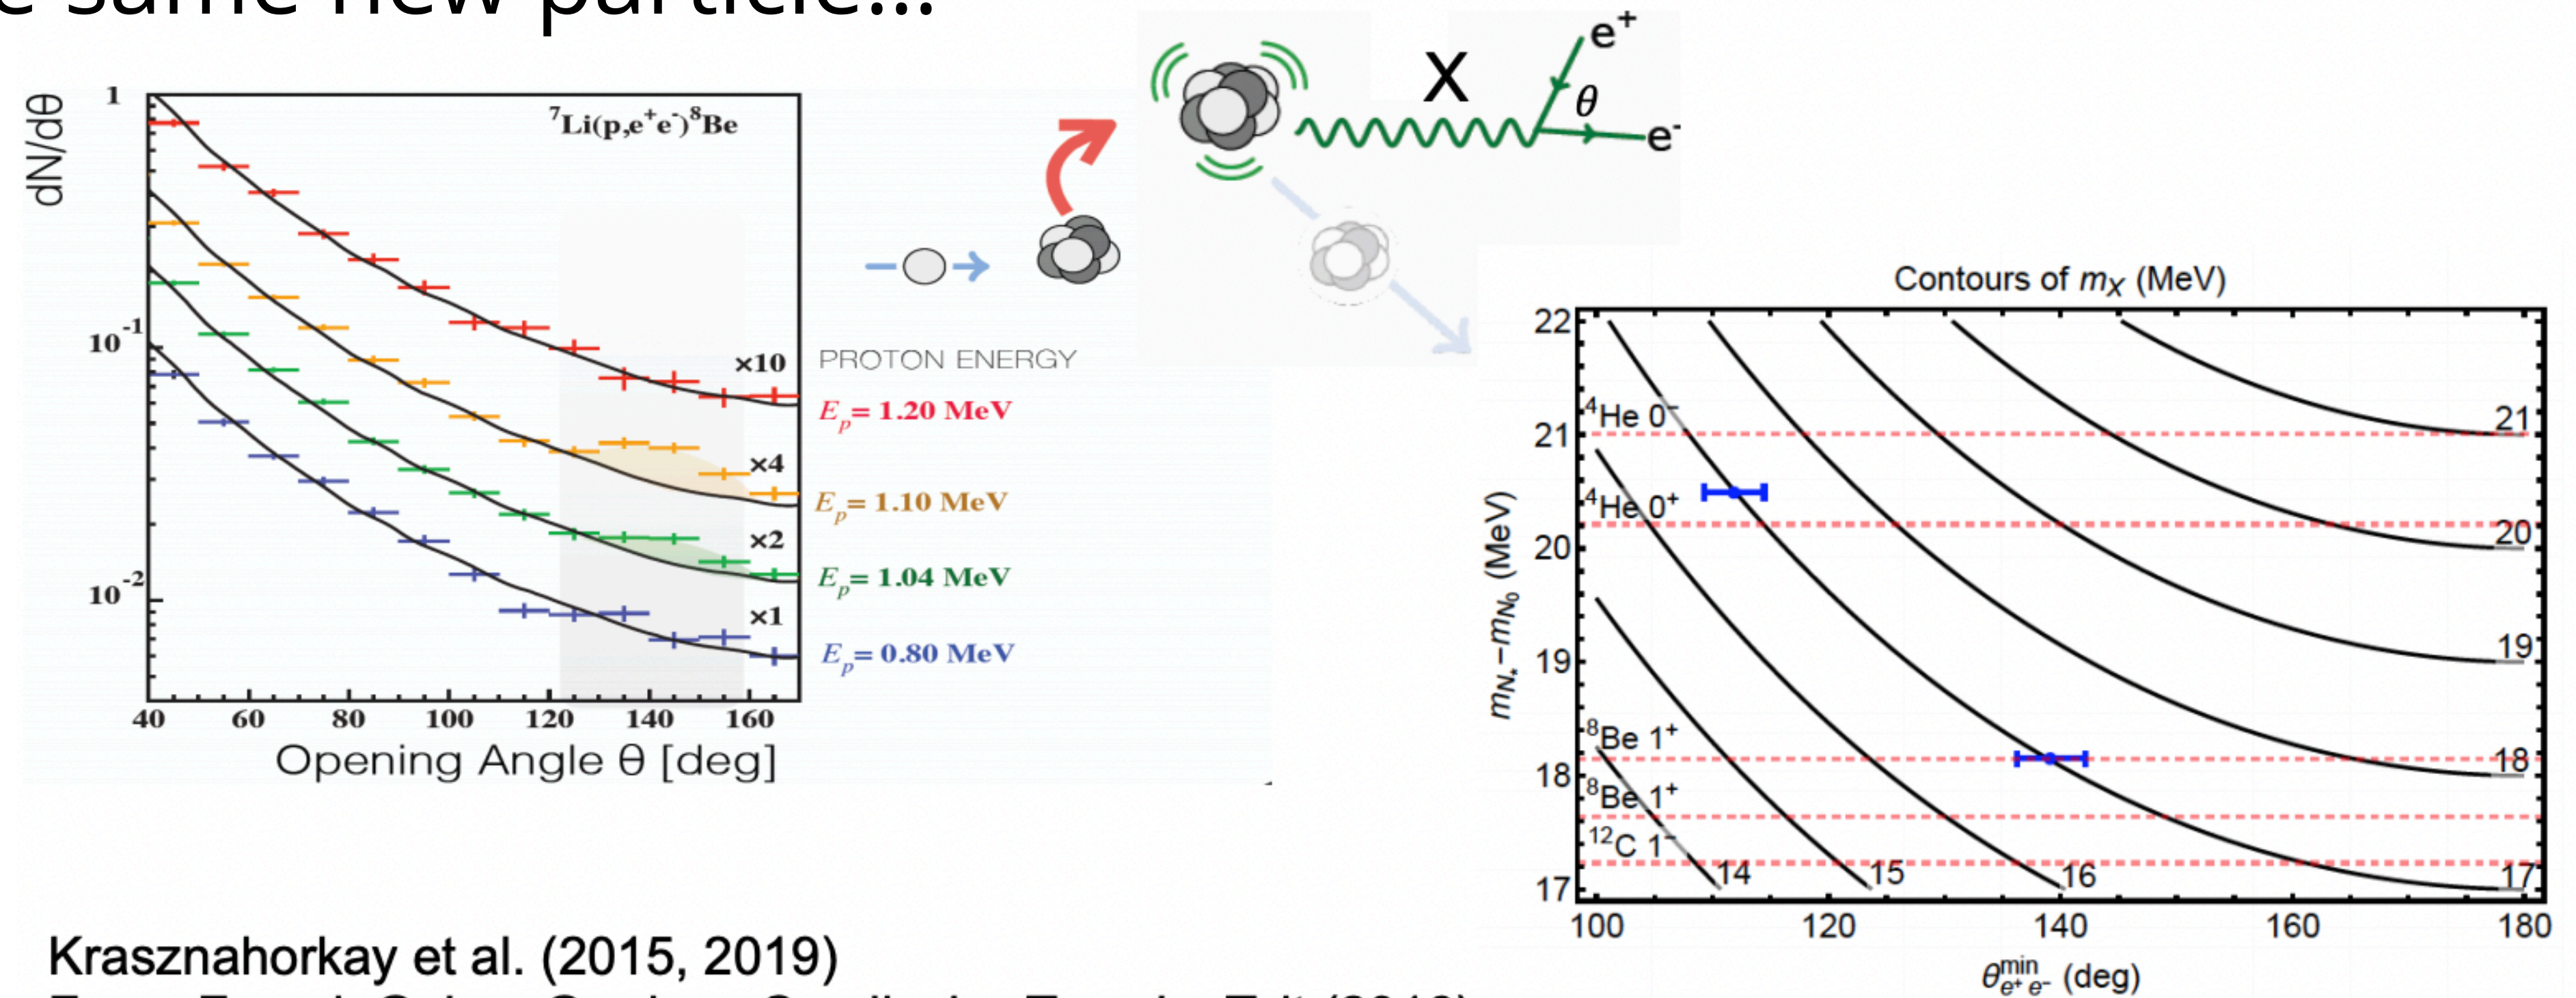 e same new particle...
dN/dθ
1
10⁻¹
10⁻²
⁷Li(p,e⁺e⁻)⁸Be
×10
×4
×2
×1
40 60 80 100 120 140 160
Opening Angle θ [deg]
PROTON ENERGY
Eₚ= 1.20 MeV
Eₚ= 1.10 MeV
Eₚ= 1.04 MeV
Eₚ= 0.80 MeV
X
e⁺
θ
e⁻
Contours of m_X (MeV)
m_{N*}−m_{N₀} (MeV)
22
21
20
19
18
17
⁴He 0⁻
⁴He 0⁺
⁸Be 1⁺
⁸Be 1⁺
¹²C 1⁻
21
20
19
18
14 15 16 17
100 120 140 160 180
θ^{min}_{e⁺ e⁻} (deg)
Krasznahorkay et al. (2015, 2019)